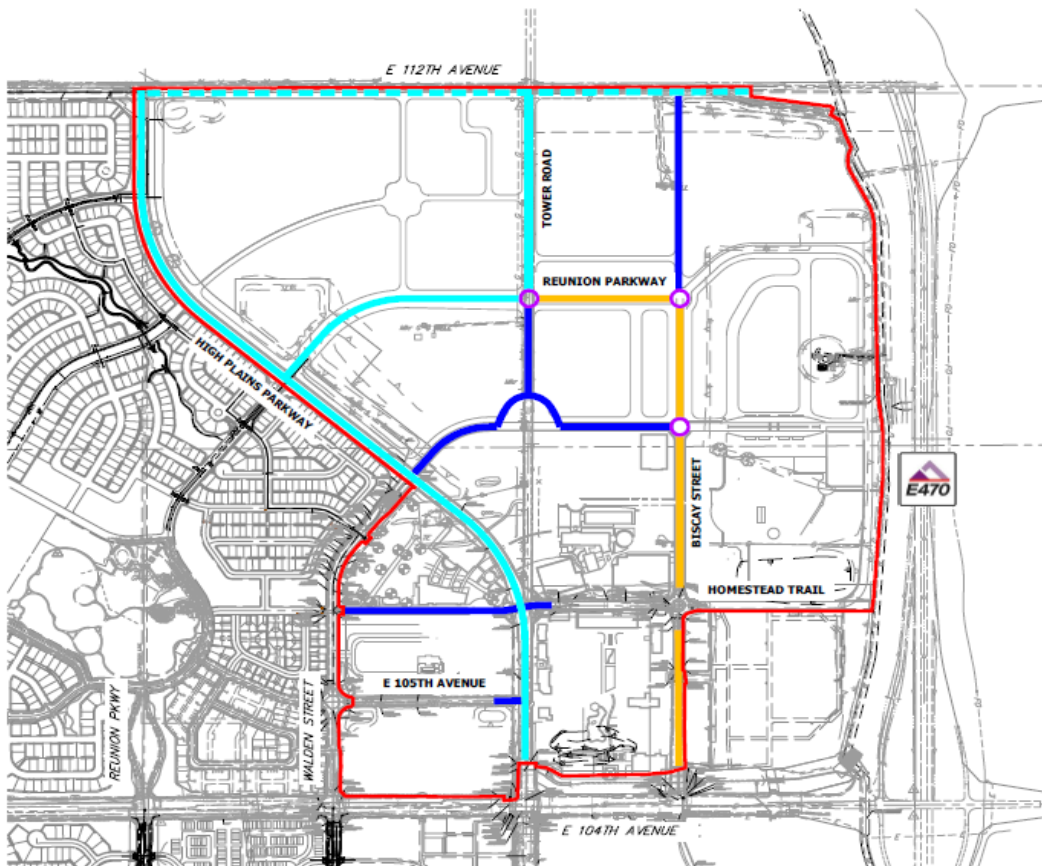 E 112TH AVENUE
TOWER ROAD
REUNION PARKWAY
HIGH PLAINS PARKWAY
E470
BISCAY STREET
HOMESTEAD TRAIL
E 105TH AVENUE
REUNION PKWY
WALDEN STREET
E 104TH AVENUE